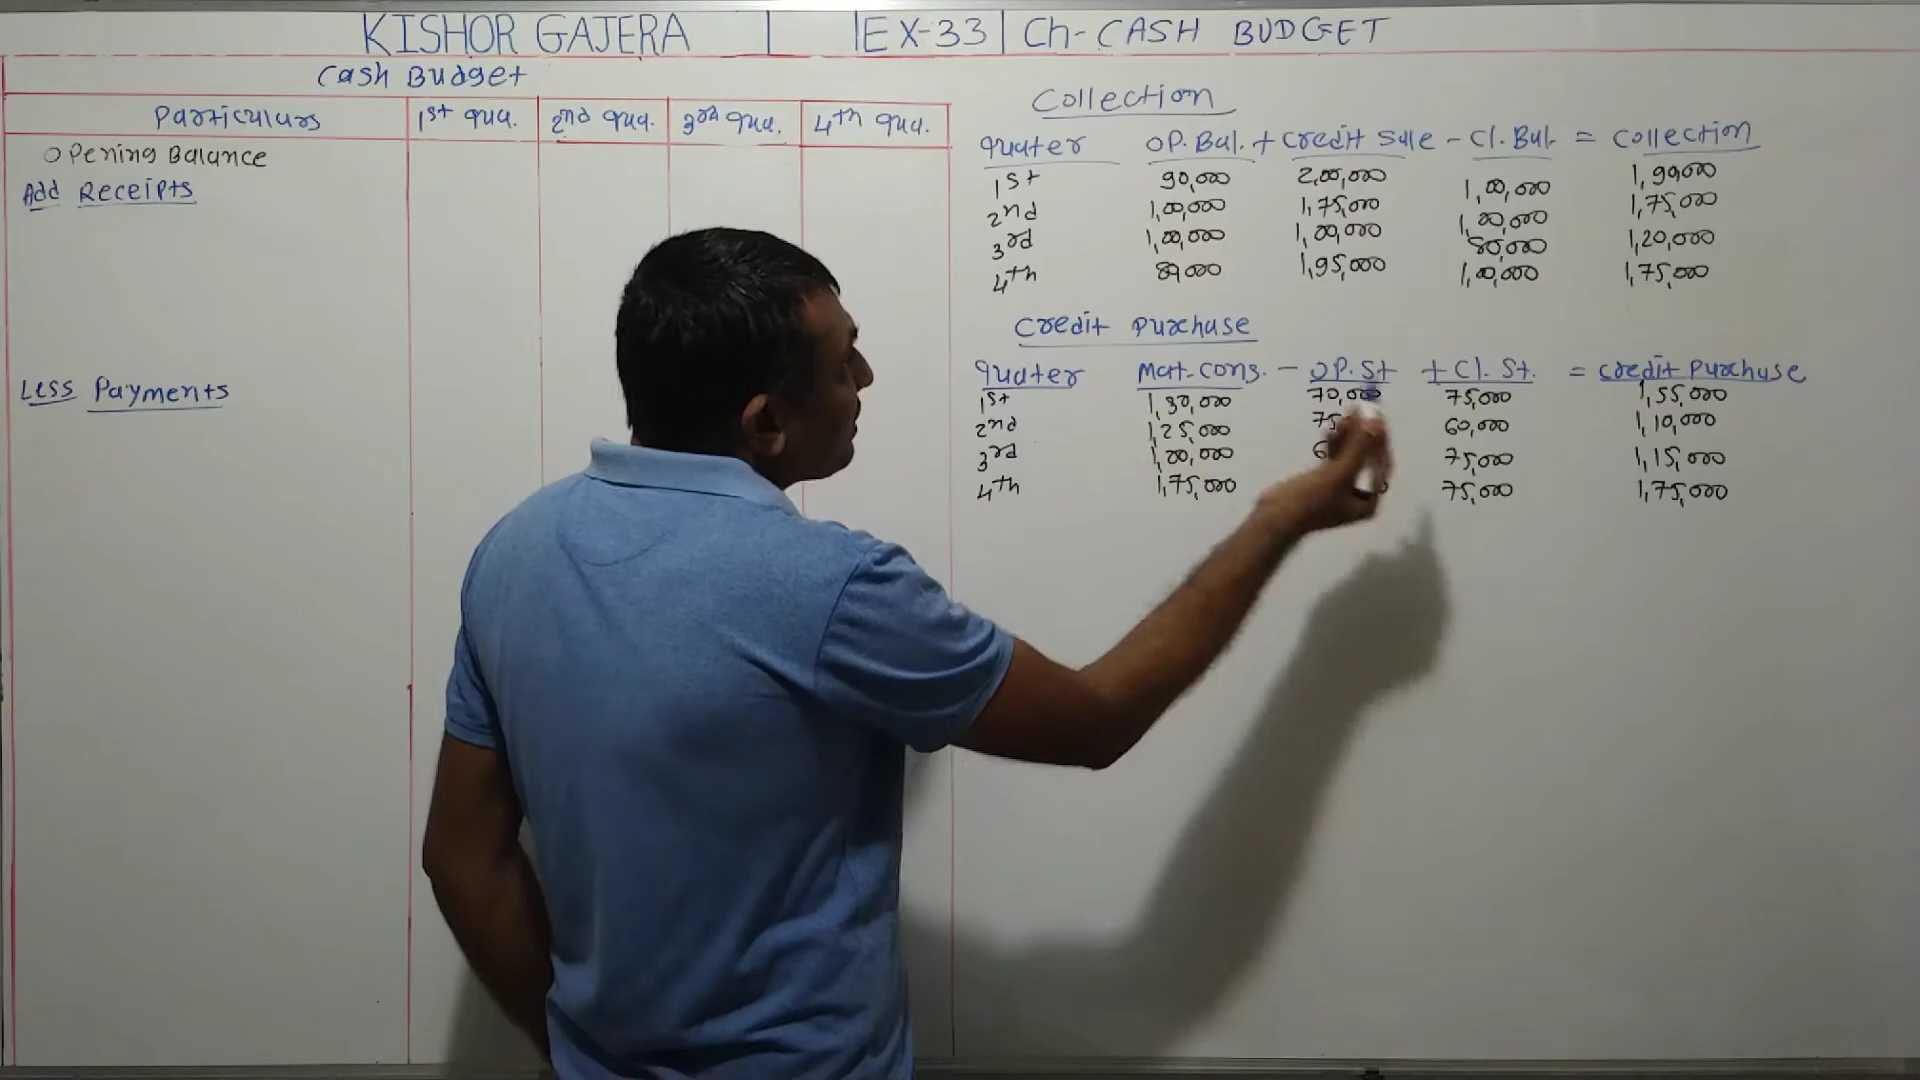 KISHOR GAJERA EX-33 Ch-CASH BUDGET
Cash Budget
Particulars 1st qua. 2nd qua. 3rd qua. 4th qua.
Opening Balance
Add Receipts
Less Payments
Collection
quater OP. Bal. + Credit Sale - Cl. Bal. = Collection
1st 90,000 2,00,000 1,00,000 1,90,000
2nd 1,00,000 1,75,000 1,00,000 1,75,000
3rd 1,00,000 1,00,000 80,000 1,20,000
4th 80,000 1,95,000 1,00,000 1,75,000
Credit Purchase
quater Mat. Cons. - OP. St + Cl. St. = Credit Purchase
1st 1,50,000 70,000 75,000 1,55,000
2nd 1,25,000 75 60,000 1,10,000
3rd 1,00,000 6 75,000 1,15,000
4th 1,75,000 75,000 1,75,000